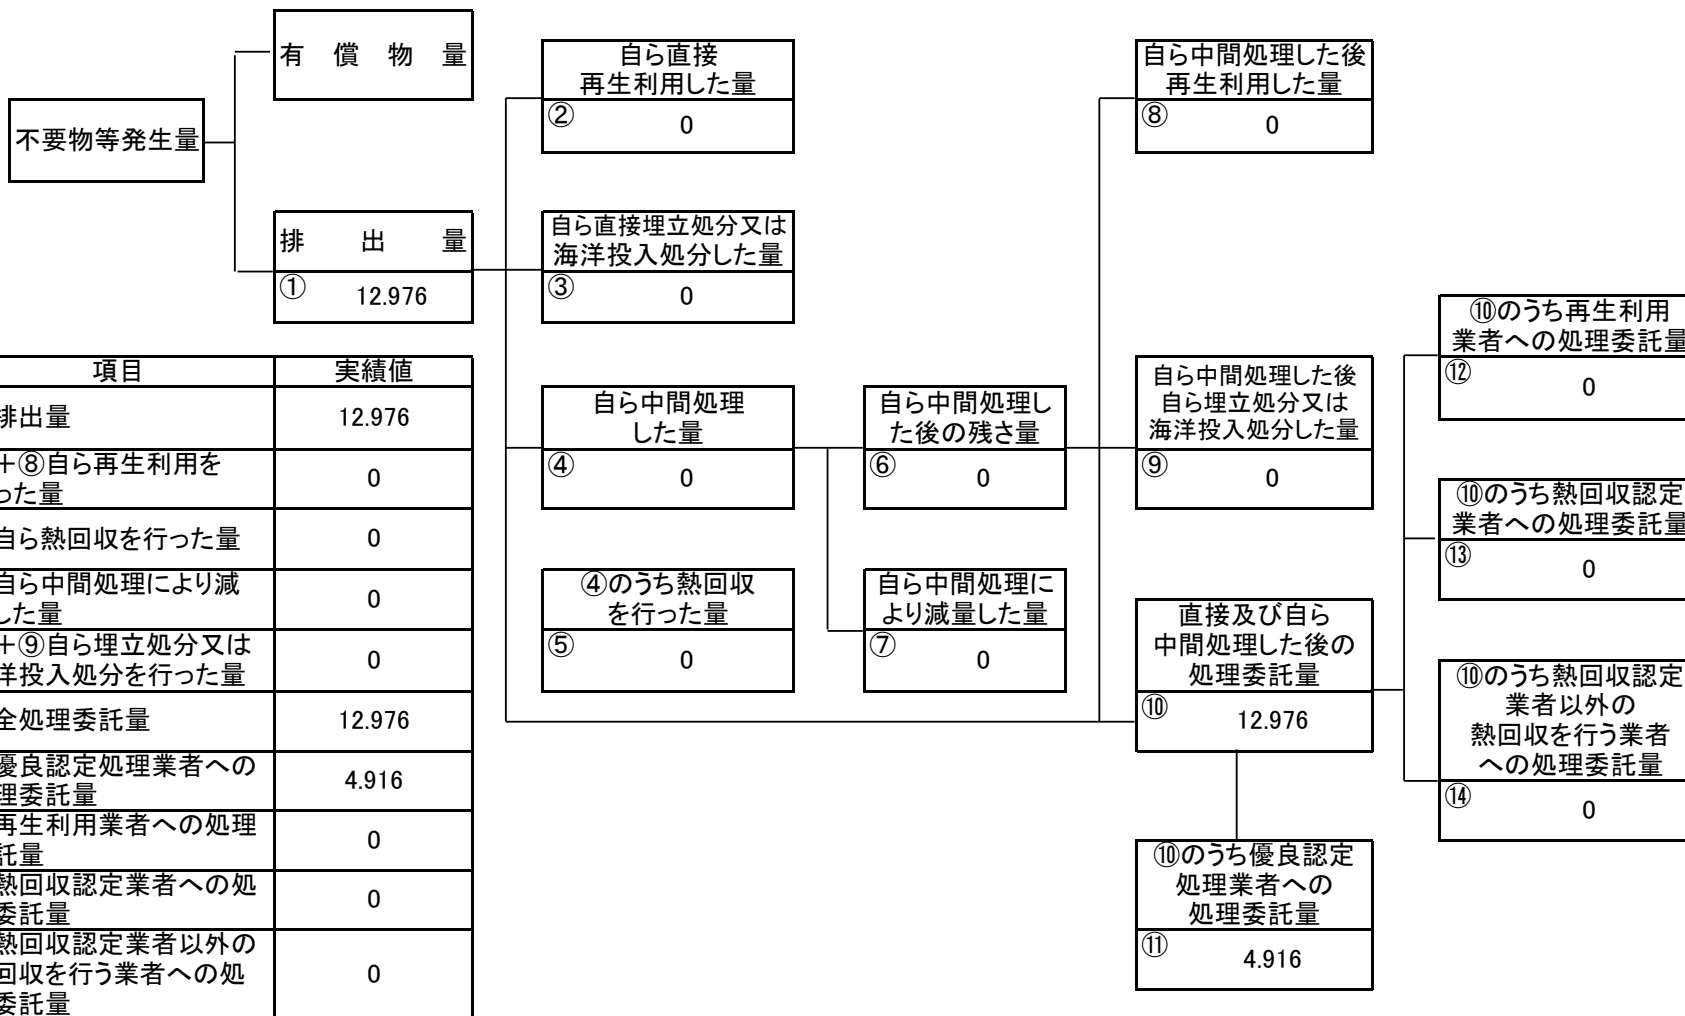 有 償 物 量
不要物等発生量
排 出 量
① 12.976
自ら直接
再生利用した量
② 0
自ら直接埋立処分又は
海洋投入処分した量
③ 0
自ら中間処理
した量
④ 0
④のうち熱回収
を行った量
⑤ 0
自ら中間処理し
た後の残さ量
⑥ 0
自ら中間処理に
より減量した量
⑦ 0
自ら中間処理した後
再生利用した量
⑧ 0
自ら中間処理した後
自ら埋立処分又は
海洋投入処分した量
⑨ 0
直接及び自ら
中間処理した後の
処理委託量
⑩ 12.976
⑩のうち優良認定
処理業者への
処理委託量
⑪ 4.916
⑩のうち再生利用
業者への処理委託量
⑫ 0
⑩のうち熱回収認定
業者への処理委託量
⑬ 0
⑩のうち熱回収認定
業者以外の
熱回収を行う業者
への処理委託量
⑭ 0
項目 実績値
排出量 12.976
+⑧自ら再生利用を
った量 0
自ら熱回収を行った量 0
自ら中間処理により減
した量 0
+⑨自ら埋立処分又は
洋投入処分を行った量 0
全処理委託量 12.976
優良認定処理業者への
理委託量 4.916
再生利用業者への処理
託量 0
熱回収認定業者への処
委託量 0
熱回収認定業者以外の
回収を行う業者への処
委託量 0